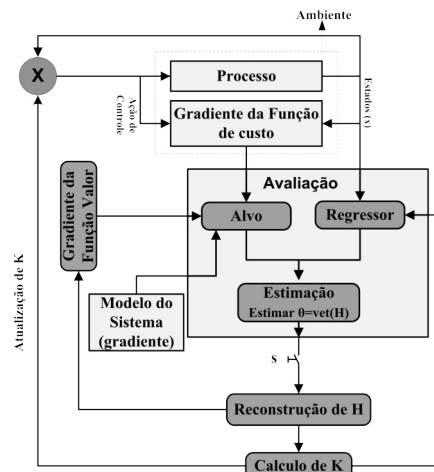 Ambiente
X
Processo
Estados (x)
Ação de
Controle
Gradiente da Função
de custo
Avaliação
Gradiente da
Função Valor
Alvo
Regressor
Modelo do
Sistema
(gradiente)
Estimação
Estimar θ=vet(H)
Atualização de K
S
Reconstrução de H
Calculo de K